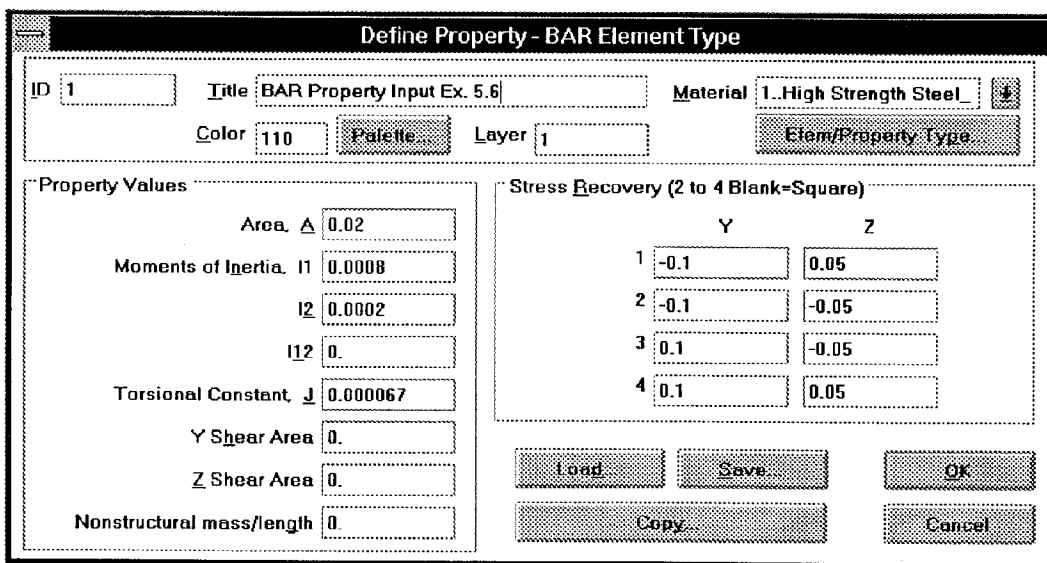 Define Property - BAR Element Type
ID 1 Title BAR Property Input Ex. 5.6 Material 1..High Strength Steel_
Color 110 Palette... Layer 1 Elem/Property Type...
Property Values
Area, A 0.02
Moments of Inertia, I1 0.0008
I2 0.0002
I12 0.
Torsional Constant, J 0.000067
Y Shear Area 0.
Z Shear Area 0.
Nonstructural mass/length 0.
Stress Recovery (2 to 4 Blank=Square)
Y Z
1 -0.1 0.05
2 -0.1 -0.05
3 0.1 -0.05
4 0.1 0.05
Load... Save... OK
Copy... Cancel